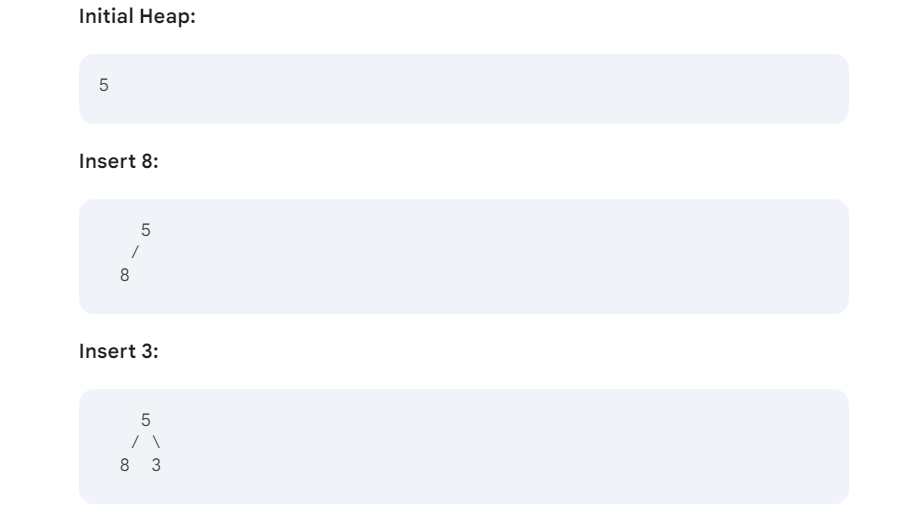 Initial Heap:
5
Insert 8:
5
/
8
Insert 3:
5
/ \
8 3